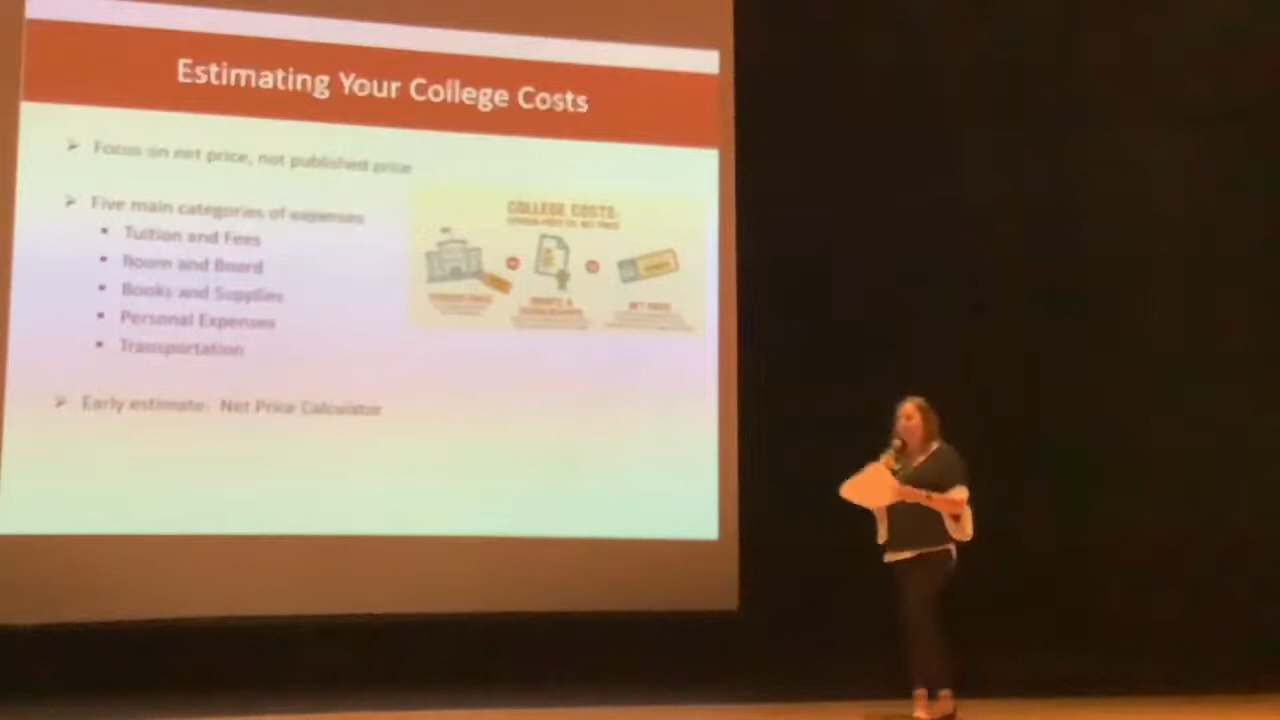 Estimating Your College Costs
Focus on net price, not published price
Five main categories of expenses
Tuition and Fees
Room and Board
Books and Supplies
Personal Expenses
Transportation
Early estimate: Net Price Calculator
COLLEGE COSTS: